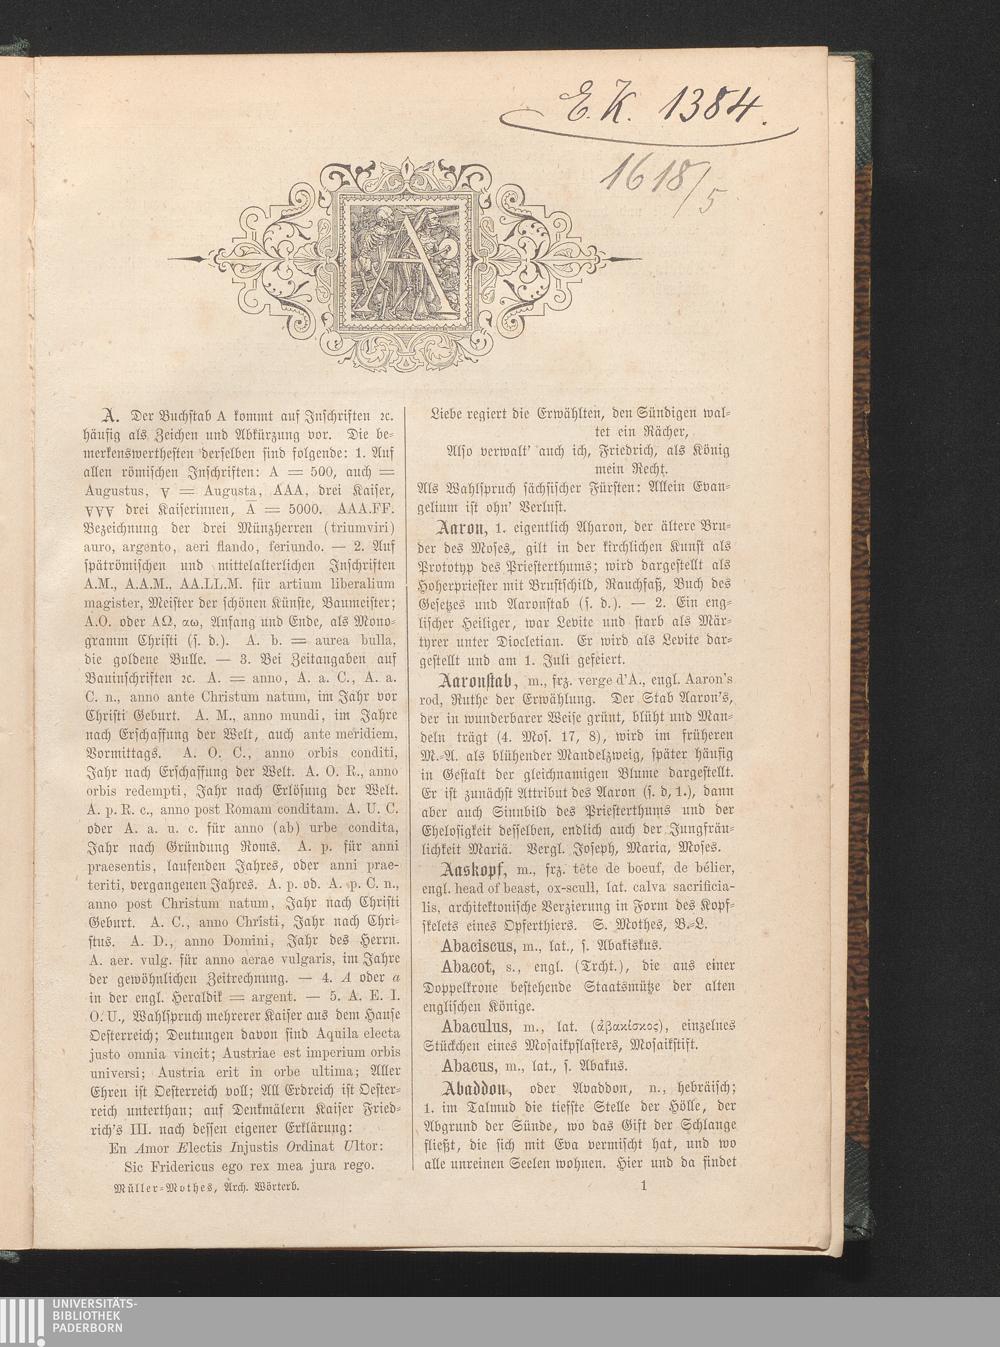 E. K. 1384.
1618/5
A
A. Der Buchstab A kommt auf Inschriften ꝛc.
häufig als Zeichen und Abkürzung vor. Die be-
merkenswerthesten derselben sind folgende: 1. Auf
allen römischen Inschriften: A = 500, auch =
Augustus, ∀ = Augusta, AAA, drei Kaiser,
∀∀∀ drei Kaiserinnen, A̅ = 5000. AAA.FF.
Bezeichnung der drei Münzherren (triumviri)
auro, argento, aeri flando, feriundo. — 2. Auf
spätrömischen und mittelalterlichen Inschriften
A.M., A.A.M., AA.LL.M. für artium liberalium
magister, Meister der schönen Künste, Baumeister;
A.O. oder ΑΩ, αω, Anfang und Ende, als Mono-
gramm Christi (s. d.). A. b. = aurea bulla,
die goldene Bulle. — 3. Bei Zeitangaben auf
Bauinschriften ꝛc. A. = anno, A. a. C., A. a.
C. n., anno ante Christum natum, im Jahr vor
Christi Geburt. A. M., anno mundi, im Jahre
nach Erschaffung der Welt, auch ante meridiem,
Vormittags. A. O. C., anno orbis conditi,
Jahr nach Erschaffung der Welt. A. O. R., anno
orbis redempti, Jahr nach Erlösung der Welt.
A. p. R. c., anno post Romam conditam. A. U. C.
oder A. a. u. c. für anno (ab) urbe condita,
Jahr nach Gründung Roms. A. p. für anni
praesentis, laufenden Jahres, oder anni prae-
teriti, vergangenen Jahres. A. p. od. A. p. C. n.,
anno post Christum natum, Jahr nach Christi
Geburt. A. C., anno Christi, Jahr nach Chri-
stus. A. D., anno Domini, Jahr des Herrn.
A. aer. vulg. für anno aerae vulgaris, im Jahre
der gewöhnlichen Zeitrechnung. — 4. A oder a
in der engl. Heraldik = argent. — 5. A. E. I.
O. U., Wahlspruch mehrerer Kaiser aus dem Hause
Oesterreich; Deutungen davon sind Aquila electa
justo omnia vincit; Austriae est imperium orbis
universi; Austria erit in orbe ultima; Aller
Ehren ist Oesterreich voll; All Erdreich ist Oester-
reich unterthan; auf Denkmälern Kaiser Fried-
rich's III. nach dessen eigener Erklärung:
En Amor Electis Injustis Ordinat Ultor:
Sic Fridericus ego rex mea jura rego.
Müller-Mothes, Arch. Wörterb.
Liebe regiert die Erwählten, den Sündigen wal-
tet ein Rächer,
Also verwalt' auch ich, Friedrich, als König
mein Recht.
Als Wahlspruch sächsischer Fürsten: Allein Evan-
gelium ist ohn' Verlust.
Aaron, 1. eigentlich Aharon, der ältere Bru-
der des Moses, gilt in der kirchlichen Kunst als
Prototyp des Priesterthums; wird dargestellt als
Hoherpriester mit Brustschild, Rauchfaß, Buch des
Gesetzes und Aaronstab (s. d.). — 2. Ein eng-
lischer Heiliger, war Levite und starb als Mär-
tyrer unter Diocletian. Er wird als Levite dar-
gestellt und am 1. Juli gefeiert.
Aaronstab, m., frz. verge d'A., engl. Aaron's
rod, Ruthe der Erwählung. Der Stab Aaron's,
der in wunderbarer Weise grünt, blüht und Man-
deln trägt (4. Mos. 17, 8), wird im früheren
M.-A. als blühender Mandelzweig, später häufig
in Gestalt der gleichnamigen Blume dargestellt.
Er ist zunächst Attribut des Aaron (s. d, 1.), dann
aber auch Sinnbild des Priesterthums und der
Ehelosigkeit desselben, endlich auch der Jungfräu-
lichkeit Mariä. Vergl. Joseph, Maria, Moses.
Aaskopf, m., frz. tête de boeuf, de bélier,
engl. head of beast, ox-scull, lat. calva sacrificia-
lis, architektonische Verzierung in Form des Kopf-
skelets eines Opferthiers. S. Mothes, B.-L.
Abaciscus, m., lat., s. Abakiskus.
Abacot, s., engl. (Trcht.), die aus einer
Doppelkrone bestehende Staatsmütze der alten
englischen Könige.
Abaculus, m., lat. (ἀβακίσκος), einzelnes
Stückchen eines Mosaikpflasters, Mosaikstift.
Abacus, m., lat., s. Abakus.
Abaddon, oder Avaddon, n., hebräisch;
1. im Talmud die tiefste Stelle der Hölle, der
Abgrund der Sünde, wo das Gift der Schlange
fließt, die sich mit Eva vermischt hat, und wo
alle unreinen Seelen wohnen. Hier und da findet
1
UNIVERSITÄTS-
BIBLIOTHEK
PADERBORN